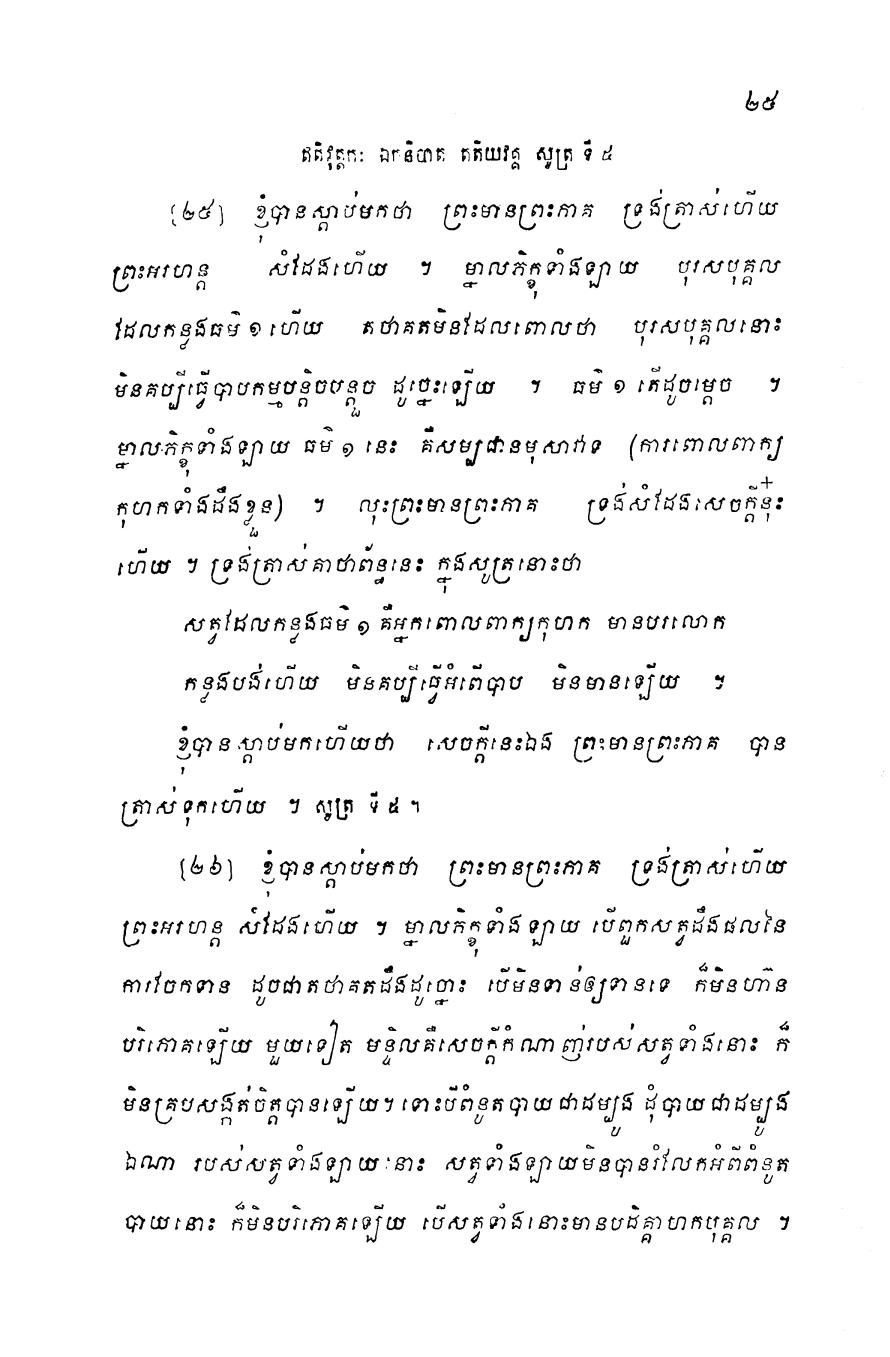 ២៥
ឥតិវុត្តកៈ ឯកនិបាត តតិយវគ្គ សូត្រ ទី ៥
[២៥] ខ្ញុំបានស្តាប់មកថា ព្រះមានព្រះភាគ ទ្រង់ត្រាស់ហើយ
ព្រះអរហន្ត សំដែងហើយ ។ ម្នាលភិក្ខុទាំងឡាយ បុរសបុគ្គល
ដែលកន្លងធម៌ ១ ហើយ តថាគតមិនដែលពោលថា បុរសបុគ្គលនោះ
មិនគប្បីធ្វើបាបកម្មបន្តិចបន្តួច ដូច្នេះឡើយ ។ ធម៌ ១ តើដូចម្តេច ។
ម្នាលភិក្ខុទាំងឡាយ ធម៌ ១ នេះ គឺសម្បជានមុសាវាទ (ការពោលពាក្យ
កុហកទាំងដឹងខ្លួន) ។ លុះព្រះមានព្រះភាគ ទ្រង់សំដែងសេចក្តីនុ៎ះ
ហើយ ។ ទ្រង់ត្រាស់គាថាព័ន្ធនេះ ក្នុងសូត្រនោះថា
សត្វដែលកន្លងធម៌ ១ គឺអ្នកពោលពាក្យកុហក មានបរលោក
កន្លងបង់ហើយ មិនគប្បីធ្វើអំពើបាប មិនមានឡើយ ។
ខ្ញុំបានស្តាប់មកហើយថា សេចក្តីនេះឯង ព្រះមានព្រះភាគ បាន
ត្រាស់ទុកហើយ ។ សូត្រ ទី ៥ ។
[២៦] ខ្ញុំបានស្តាប់មកថា ព្រះមានព្រះភាគ ទ្រង់ត្រាស់ហើយ
ព្រះអរហន្ត សំដែងហើយ ។ ម្នាលភិក្ខុទាំងឡាយ បើពួកសត្វដឹងផលនៃ
ការចែកទាន ដូចជាតថាគតដឹងដូច្នោះ បើមិនទាន់ឲ្យទានទេ ក៏មិនហ៊ាន
បរិភោគឡើយ មួយទៀត មន្ទិលគឺសេចក្តីកំណាញ់របស់សត្វទាំងនោះ ក៏
មិនគ្របសង្កត់ចិត្តបានឡើយ។ ទោះបីពំនូតបាយជាដម្បូង ដុំបាយជាដម្បូង
ឯណា របស់សត្វទាំងឡាយនោះ សត្វទាំងឡាយមិនបានរំលែកអំពីពំនូត
បាយនោះ ក៏មិនបរិភោគឡើយ បើសត្វទាំងនោះមានបដិគ្គាហកបុគ្គល ។